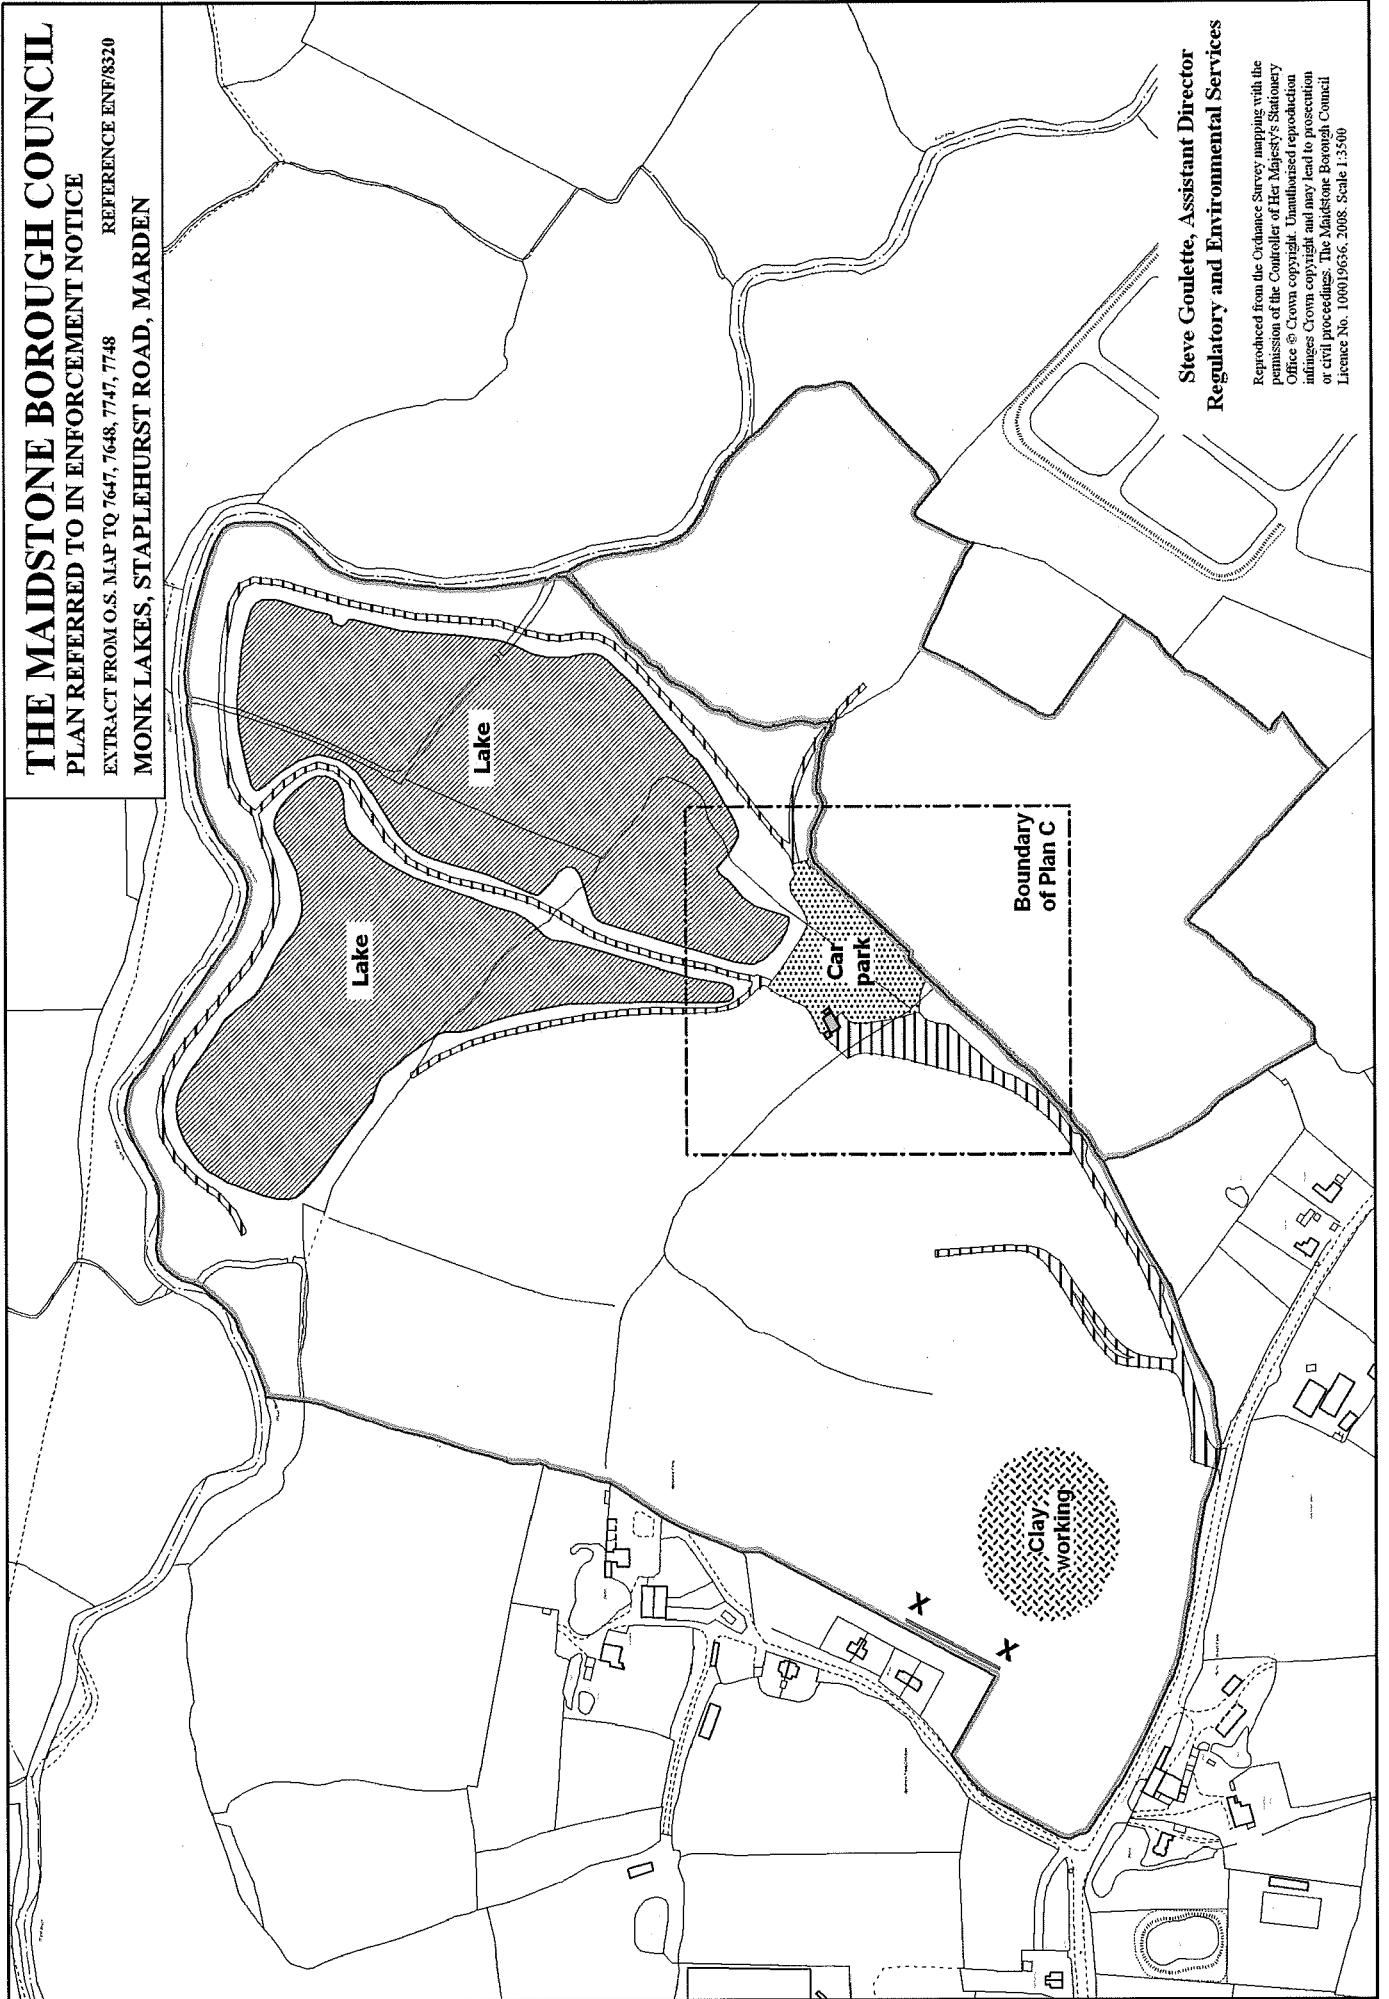 THE MAIDSTONE BOROUGH COUNCIL
PLAN REFERRED TO IN ENFORCEMENT NOTICE
EXTRACT FROM O.S. MAP TQ 7647, 7648, 7747, 7748 REFERENCE ENF/8320
MONK LAKES, STAPLEHURST ROAD, MARDEN
Lake
Lake
Car
park
Boundary
of Plan C
Clay
working
X
X
Steve Goulette, Assistant Director
Regulatory and Environmental Services
Reproduced from the Ordnance Survey mapping with the
permission of the Controller of Her Majesty's Stationery
Office © Crown copyright. Unauthorised reproduction
infringes Crown copyright and may lead to prosecution
or civil proceedings. The Maidstone Borough Council
Licence No. 100019636, 2008. Scale 1:3500